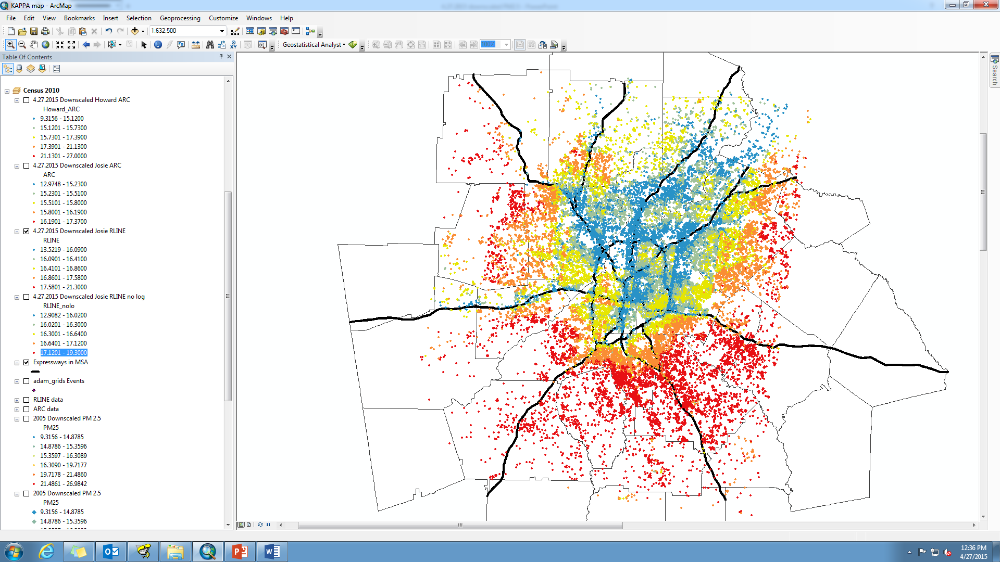 KAPPA map - ArcMap
File Edit View Bookmarks Insert Selection Geoprocessing Customize Windows Help
1:632,500
Geostatistical Analyst
100%
Table Of Contents
Search
Census 2010
4.27.2015 Downscaled Howard ARC
Howard_ARC
9.3156 - 15.1200
15.1201 - 15.7300
15.7301 - 17.3900
17.3901 - 21.1300
21.1301 - 27.0000
4.27.2015 Downscaled Josie ARC
ARC
12.9748 - 15.2300
15.2301 - 15.5100
15.5101 - 15.8000
15.8001 - 16.1900
16.1901 - 17.3700
4.27.2015 Downscaled Josie RLINE
RLINE
13.5219 - 16.0900
16.0901 - 16.4100
16.4101 - 16.8600
16.8601 - 17.5800
17.5801 - 21.3000
4.27.2015 Downscaled Josie RLINE no log
RLINE_nolo
12.9082 - 16.0200
16.0201 - 16.3000
16.3001 - 16.6400
16.6401 - 17.1200
17.1201 - 19.3000
Expressways in MSA
adam_grids Events
RLINE data
ARC data
2005 Downscaled PM 2.5
PM25
9.3156 - 14.8785
14.8786 - 15.3596
15.3597 - 16.3089
16.3090 - 19.7177
19.7178 - 21.4860
21.4861 - 26.9842
2005 Downscaled PM 2.5
PM25
9.3156 - 14.8785
14.8786 - 15.3596
12:36 PM
4/27/2015